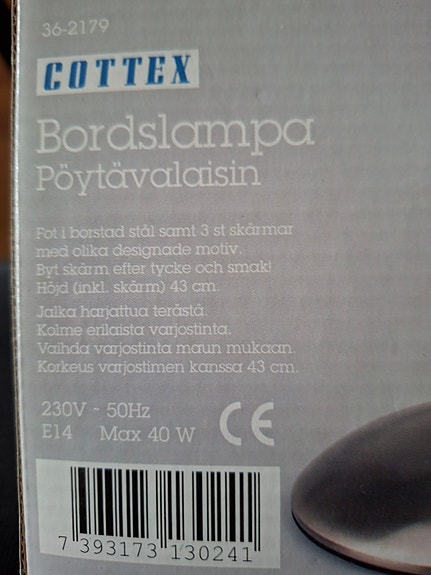 36-2179
COTTEX
Bordslampa
Pöytävalaisin
Fot i borstad stål samt 3 st skärmar
med olika designade motiv.
Byt skärm efter tycke och smak!
Höjd (inkl. skärm) 43 cm.
Jalka harjattua terästä.
Kolme erilaista varjostinta.
Vaihda varjostinta maun mukaan.
Korkeus varjostimen kanssa 43 cm.
230V ~ 50Hz
E14 Max 40 W
CE
7 393173 130241